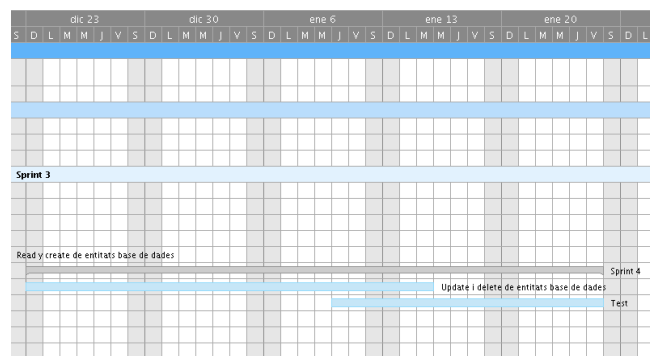 dic 23 dic 30 ene 6 ene 13 ene 20
S D L M M J V S D L M M J V S D L M M J V S D L M M J V S D L M M J V S D L
Sprint 3
Read y create de entitats base de dades
Sprint 4
Update i delete de entitats base de dades
Test